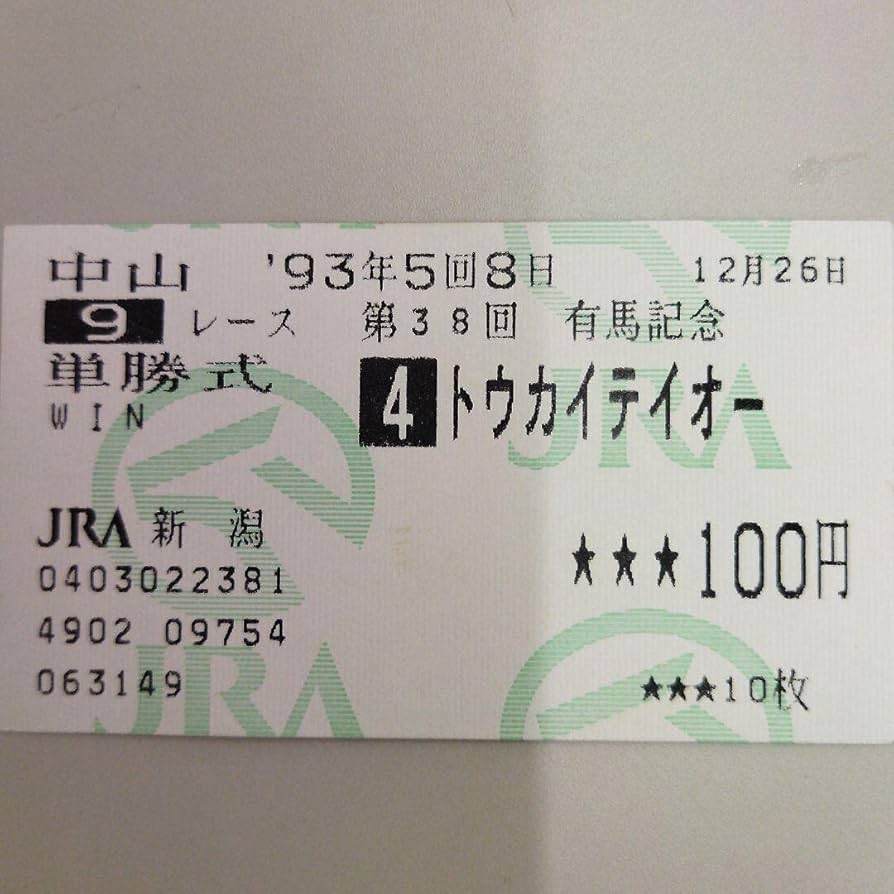 中山 '93年5回8日 12月26日
9 レース 第38回 有馬記念
単勝式 4 トウカイテイオー
WIN
JRA 新潟 ★★★100円
0403022381
4902 09754
063149 ★★★10枚